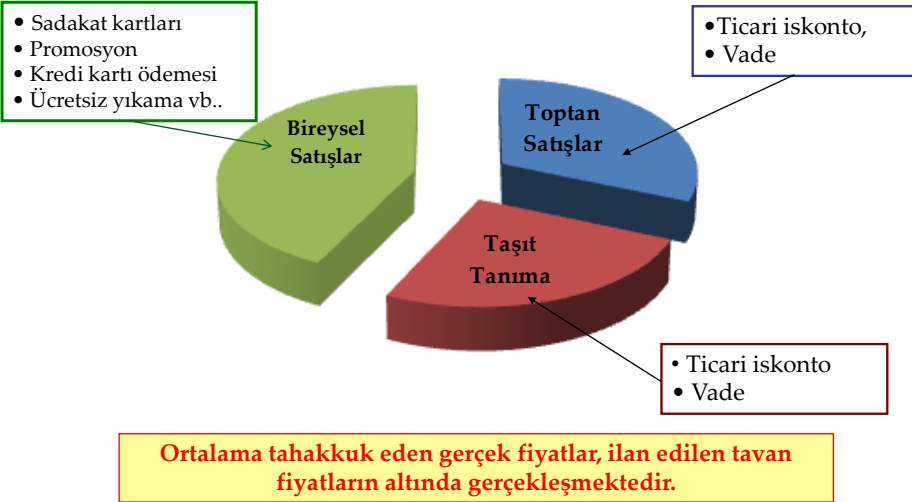 • Sadakat kartları
• Promosyon
• Kredi kartı ödemesi
• Ücretsiz yıkama vb..
•Ticari iskonto,
• Vade
Bireysel
Satışlar
Toptan
Satışlar
Taşıt
Tanıma
• Ticari iskonto
• Vade
Ortalama tahakkuk eden gerçek fiyatlar, ilan edilen tavan
fiyatların altında gerçekleşmektedir.